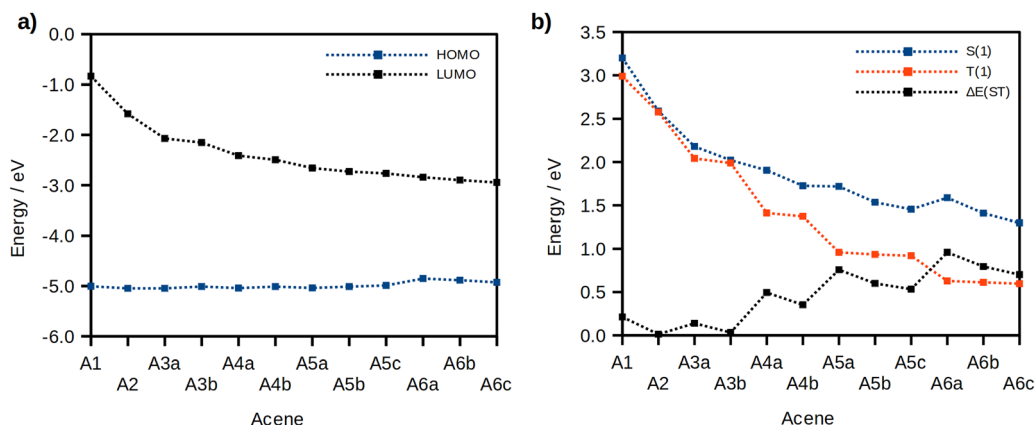 a)
0.0
-1.0
-2.0
-3.0
-4.0
-5.0
-6.0
Energy / eV
HOMO
LUMO
A1
A2
A3a
A3b
A4a
A4b
A5a
A5b
A5c
A6a
A6b
A6c
Acene
b)
3.5
3.0
2.5
2.0
1.5
1.0
0.5
0.0
Energy / eV
S(1)
T(1)
ΔE(ST)
A1
A2
A3a
A3b
A4a
A4b
A5a
A5b
A5c
A6a
A6b
A6c
Acene